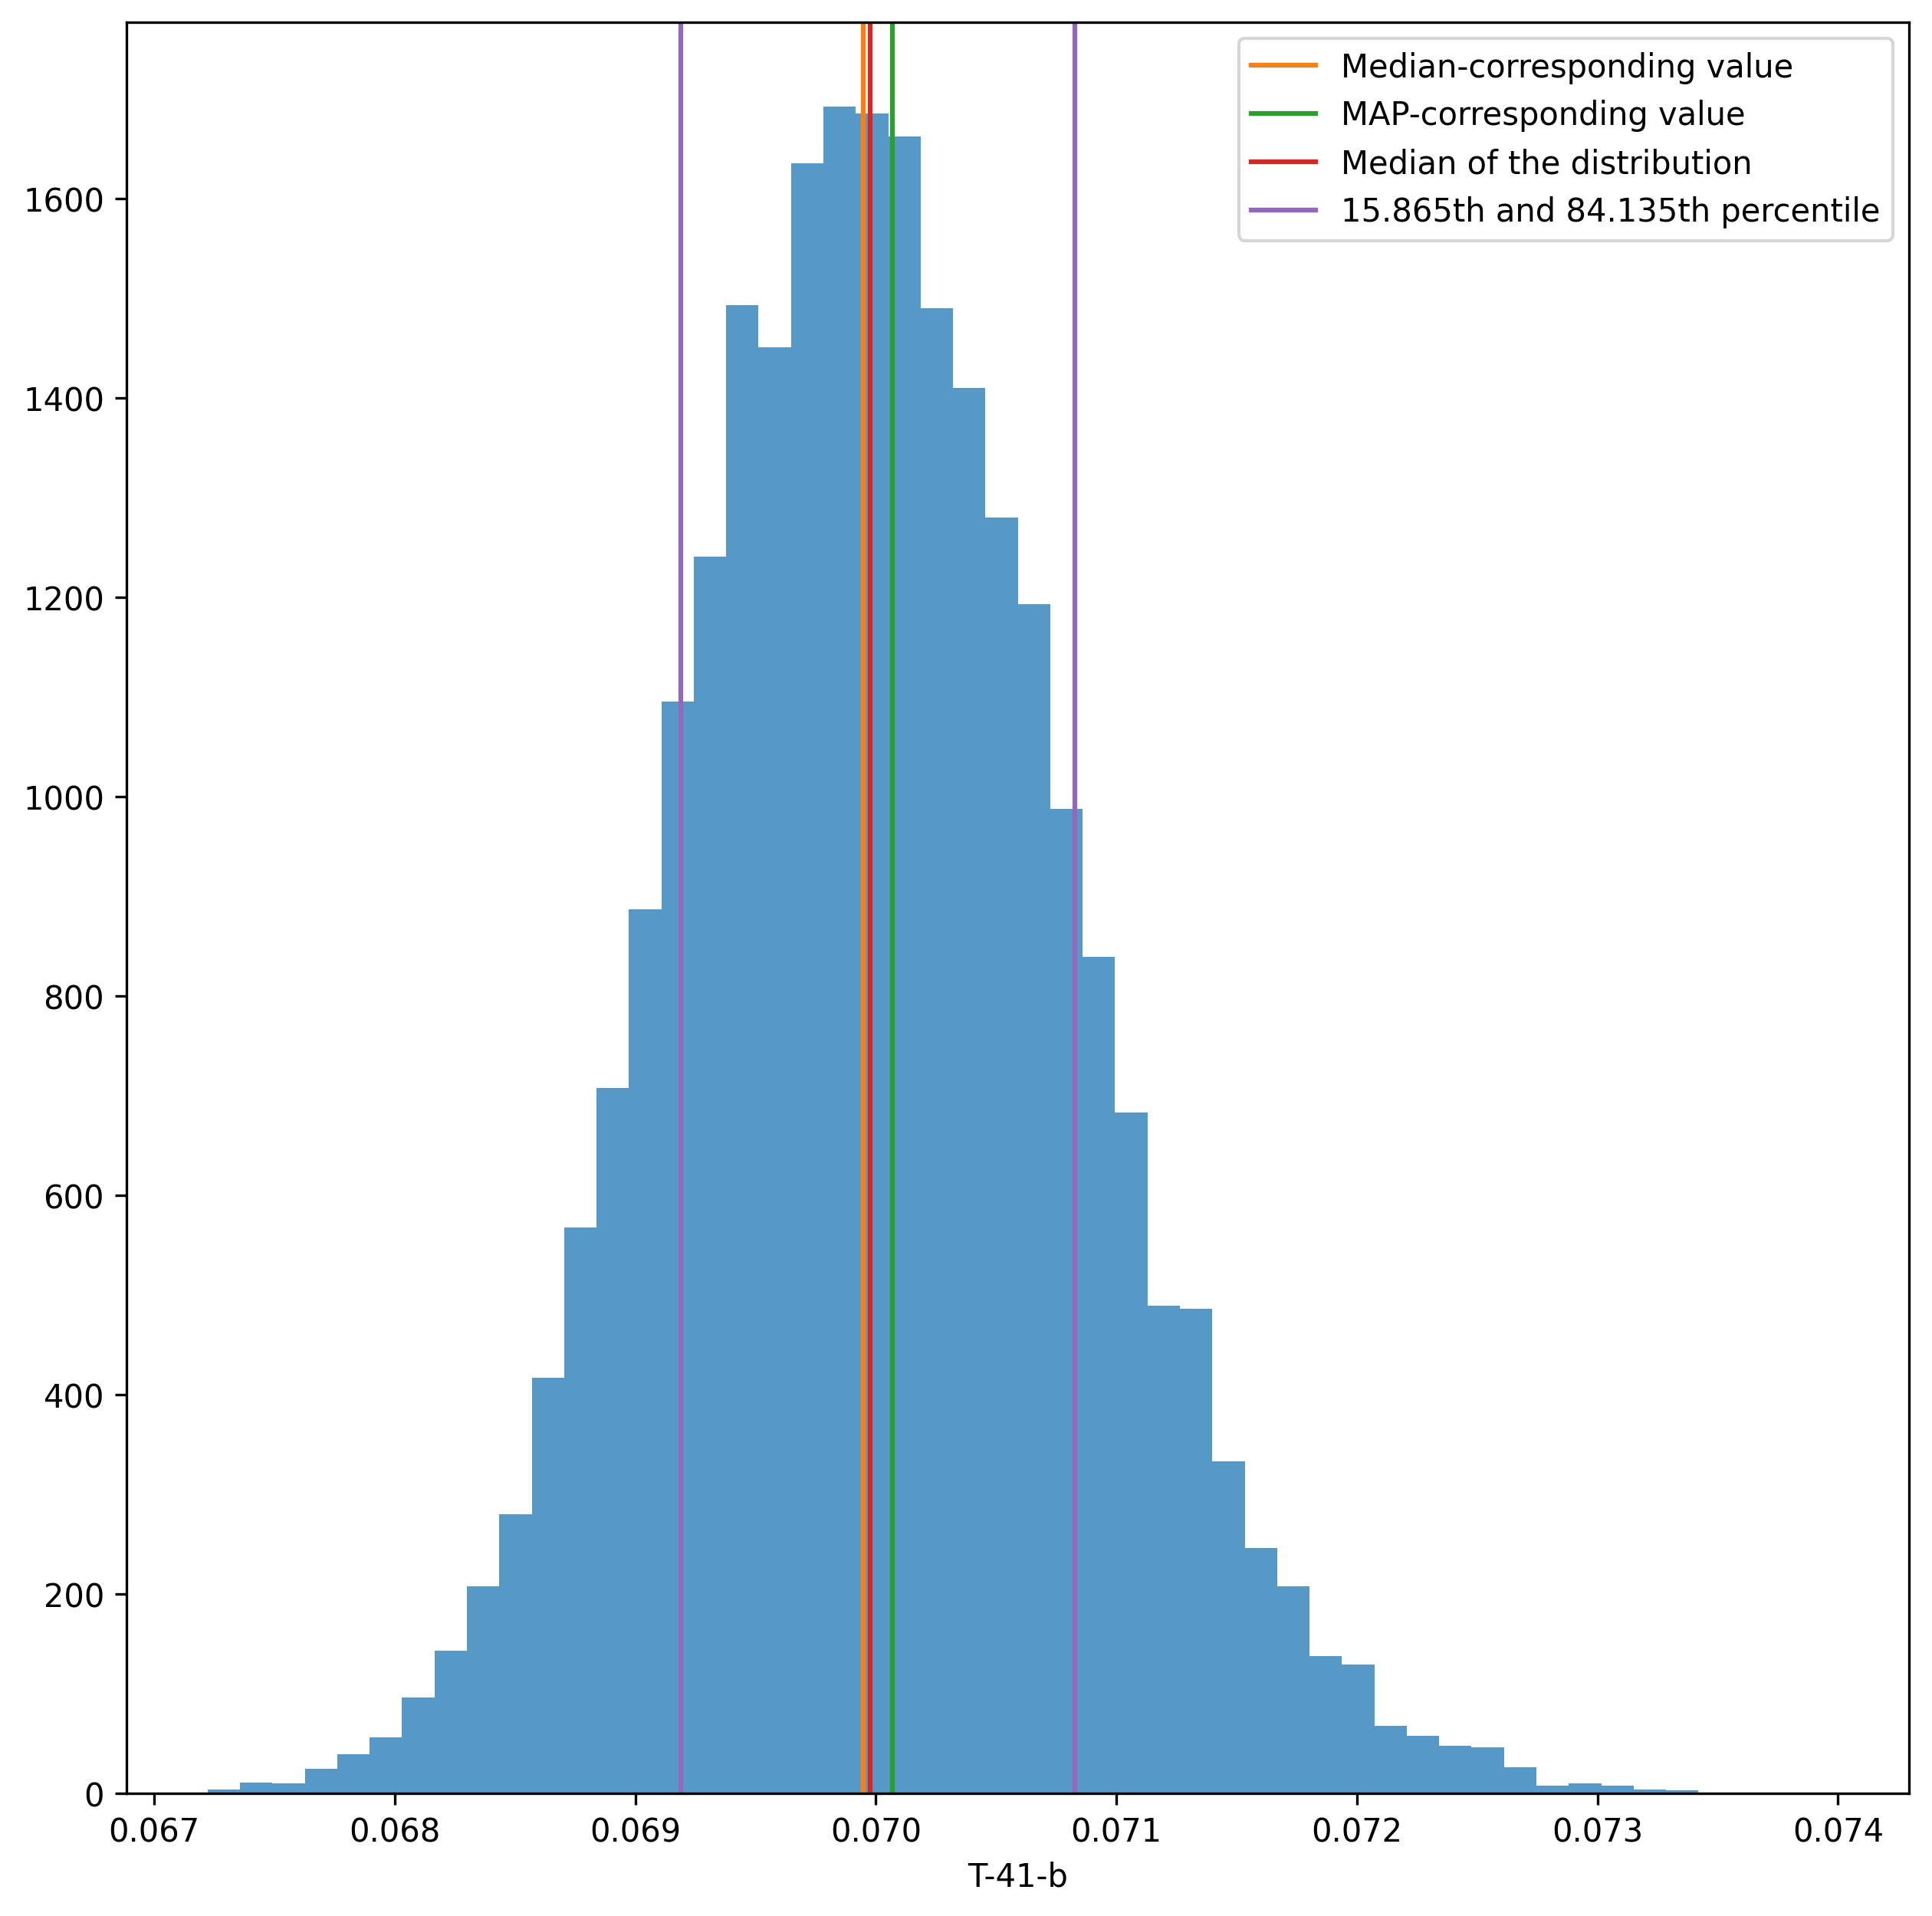 Median-corresponding value
MAP-corresponding value
Median of the distribution
15.865th and 84.135th percentile
1600
1400
1200
1000
800
600
400
200
0
0.067 0.068 0.069 0.070 0.071 0.072 0.073 0.074
T-41-b